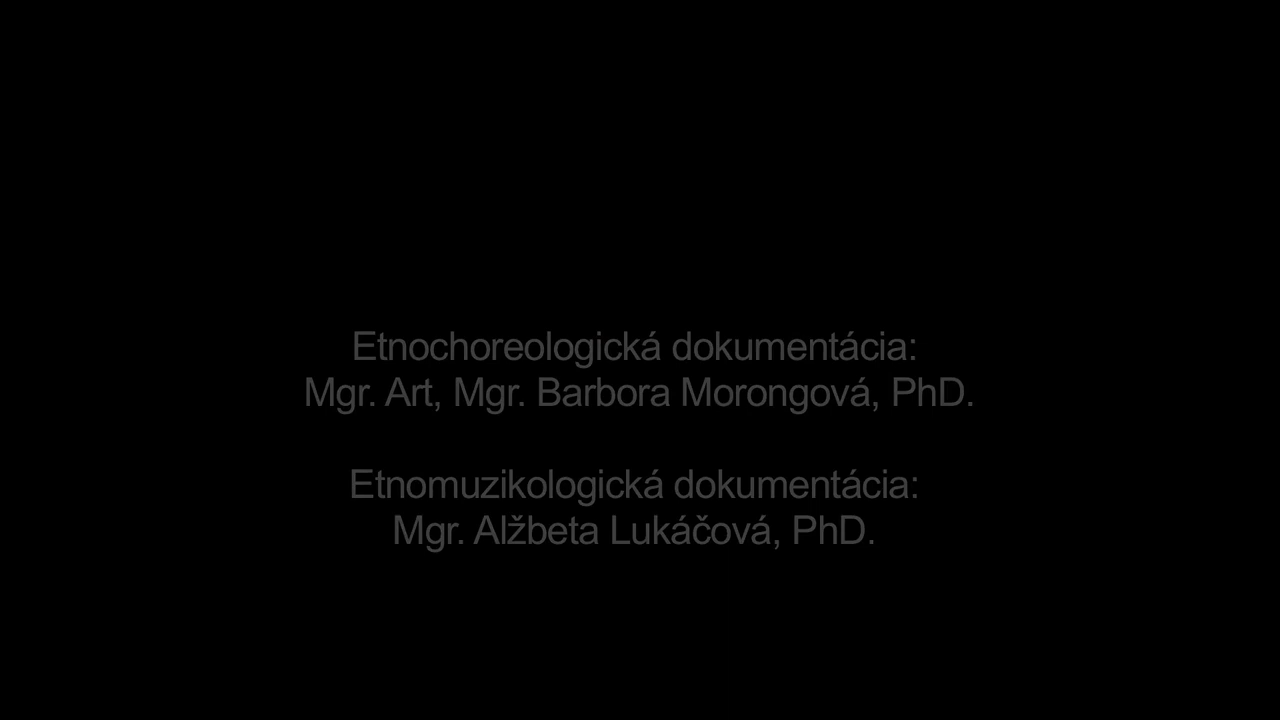 Etnochoreologická dokumentácia:
Mgr. Art, Mgr. Barbora Morongová, PhD.
Etnomuzikologická dokumentácia:
Mgr. Alžbeta Lukáčová, PhD.